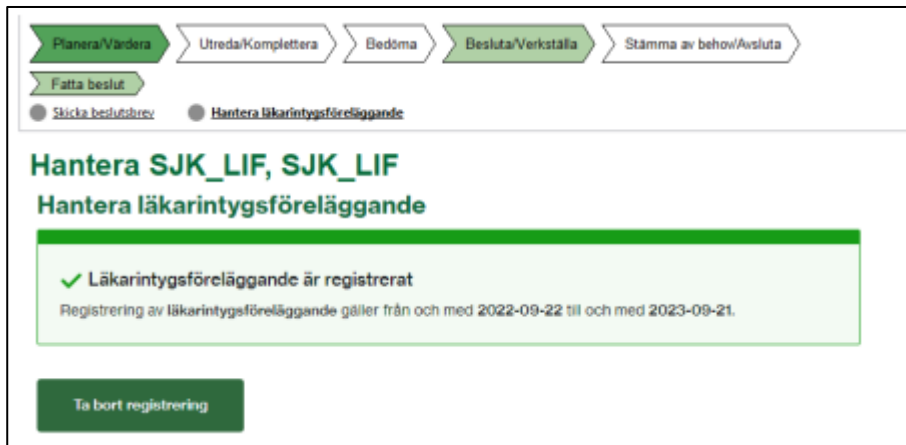 Planera/Värdera Utreda/Komplettera Bedöma Besluta/Verkställa Stämma av behov/Avsluta
Fatta beslut
Skicka beslutsbrev Hantera läkarintygsföreläggande
Hantera SJK_LIF, SJK_LIF
Hantera läkarintygsföreläggande
Läkarintygsföreläggande är registrerat
Registrering av läkarintygsföreläggande gäller från och med 2022-09-22 till och med 2023-09-21.
Ta bort registrering